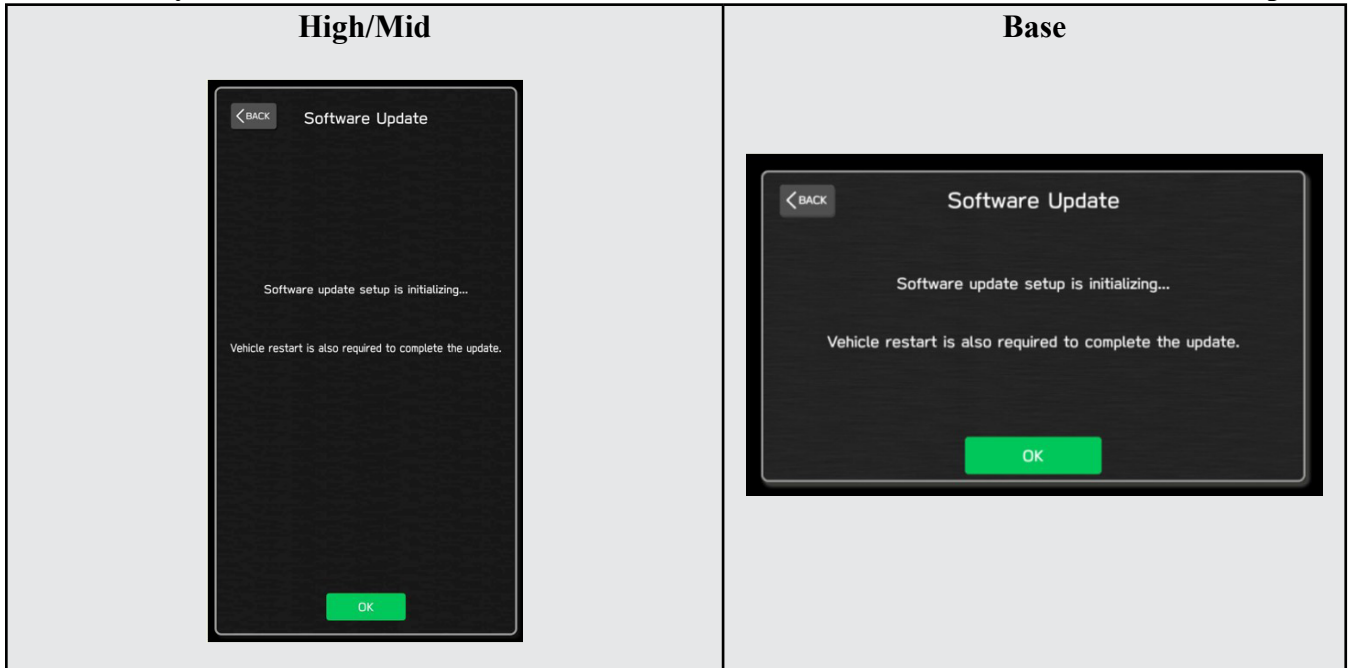 High/Mid
BACK
Software Update
Software update setup is initializing...
Vehicle restart is also required to complete the update.
OK
Base
BACK
Software Update
Software update setup is initializing...
Vehicle restart is also required to complete the update.
OK